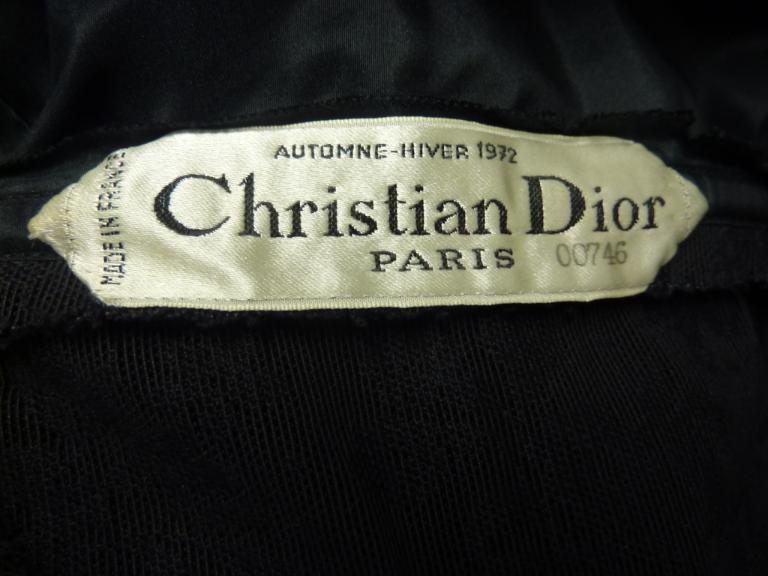 AUTOMNE-HIVER 1972
MADE IN FRANCE
Christian Dior
PARIS 00746